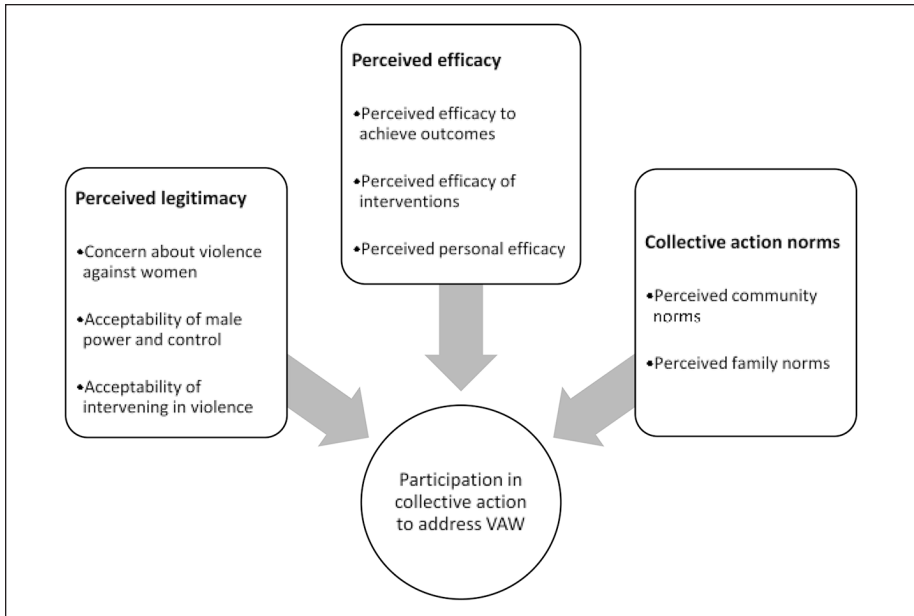 Perceived efficacy
•Perceived efficacy to
achieve outcomes
•Perceived efficacy of
interventions
•Perceived personal efficacy
Perceived legitimacy
•Concern about violence
against women
•Acceptability of male
power and control
•Acceptability of
intervening in violence
Collective action norms
•Perceived community
norms
•Perceived family norms
Participation in
collective action
to address VAW